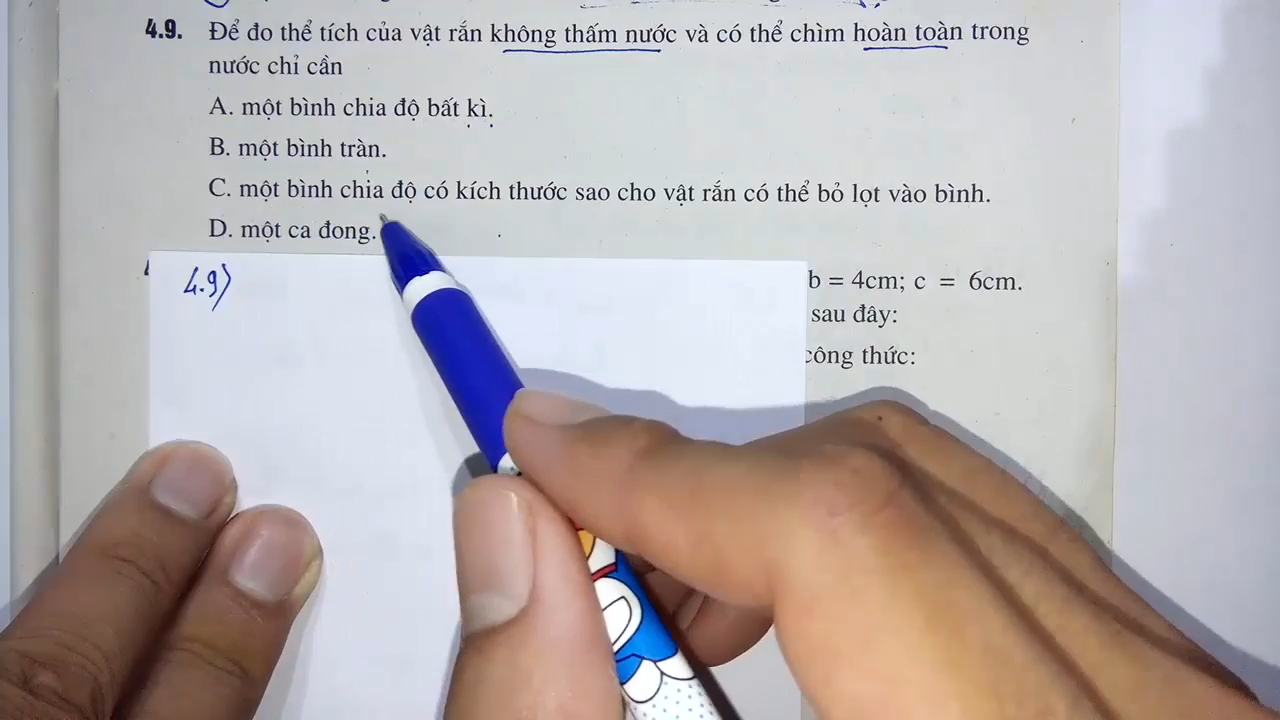 4.9. Để đo thể tích của vật rắn không thấm nước và có thể chìm hoàn toàn trong
nước chỉ cần
A. một bình chia độ bất kì.
B. một bình tràn.
C. một bình chia độ có kích thước sao cho vật rắn có thể bỏ lọt vào bình.
D. một ca đong.
4.9)
b = 4cm; c = 6cm.
sau đây:
công thức: